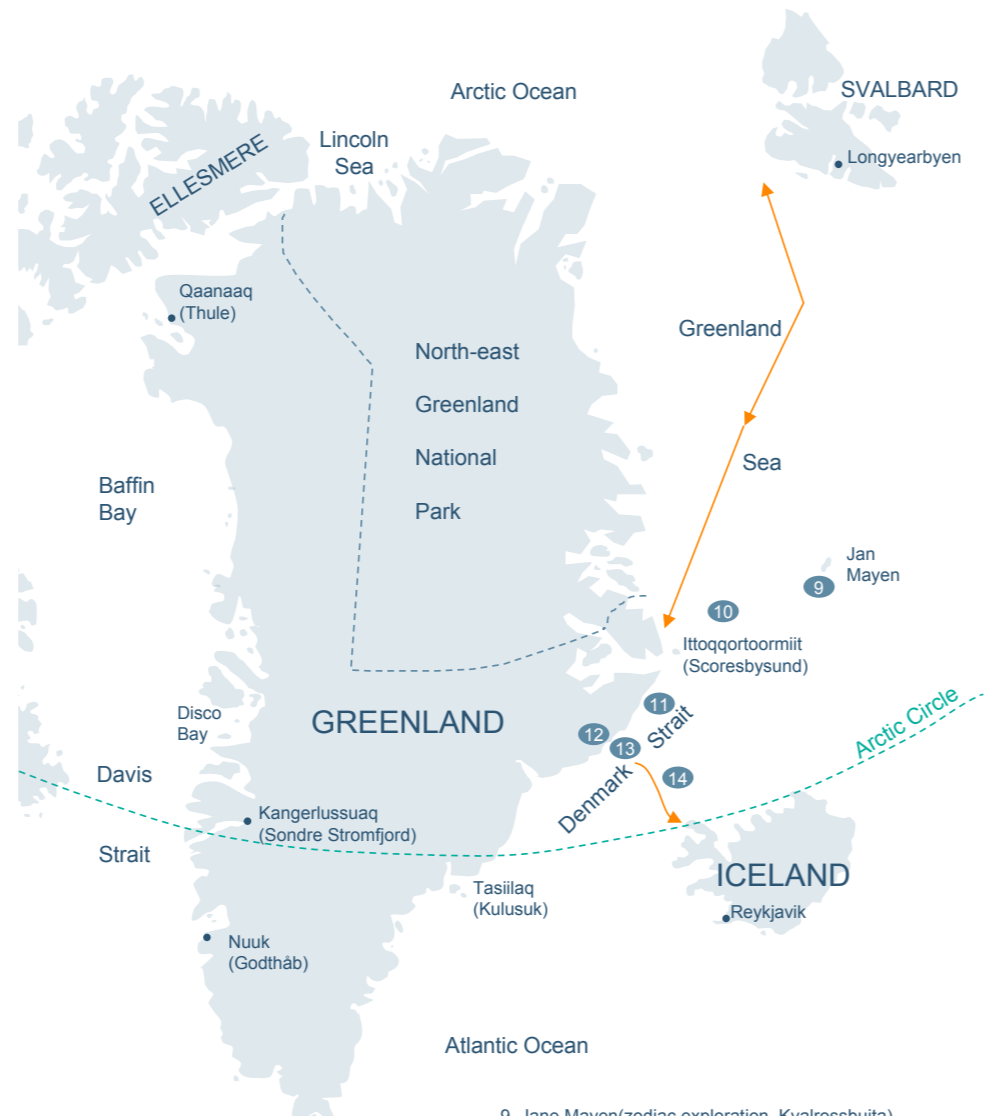 Arctic Ocean
SVALBARD
Longyearbyen
Lincoln
Sea
ELLESMERE
Qaanaaq
(Thule)
North-east
Greenland
National
Park
Greenland
Sea
Baffin
Bay
Jan
Mayen
9
10
Ittoqqortoormiit
(Scoresbysund)
11
Strait
12
13
Denmark
14
Disco
Bay
GREENLAND
Arctic Circle
Davis
Strait
Kangerlussuaq
(Sondre Stromfjord)
ICELAND
Reykjavik
Tasiilaq
(Kulusuk)
Nuuk
(Godthåb)
Atlantic Ocean